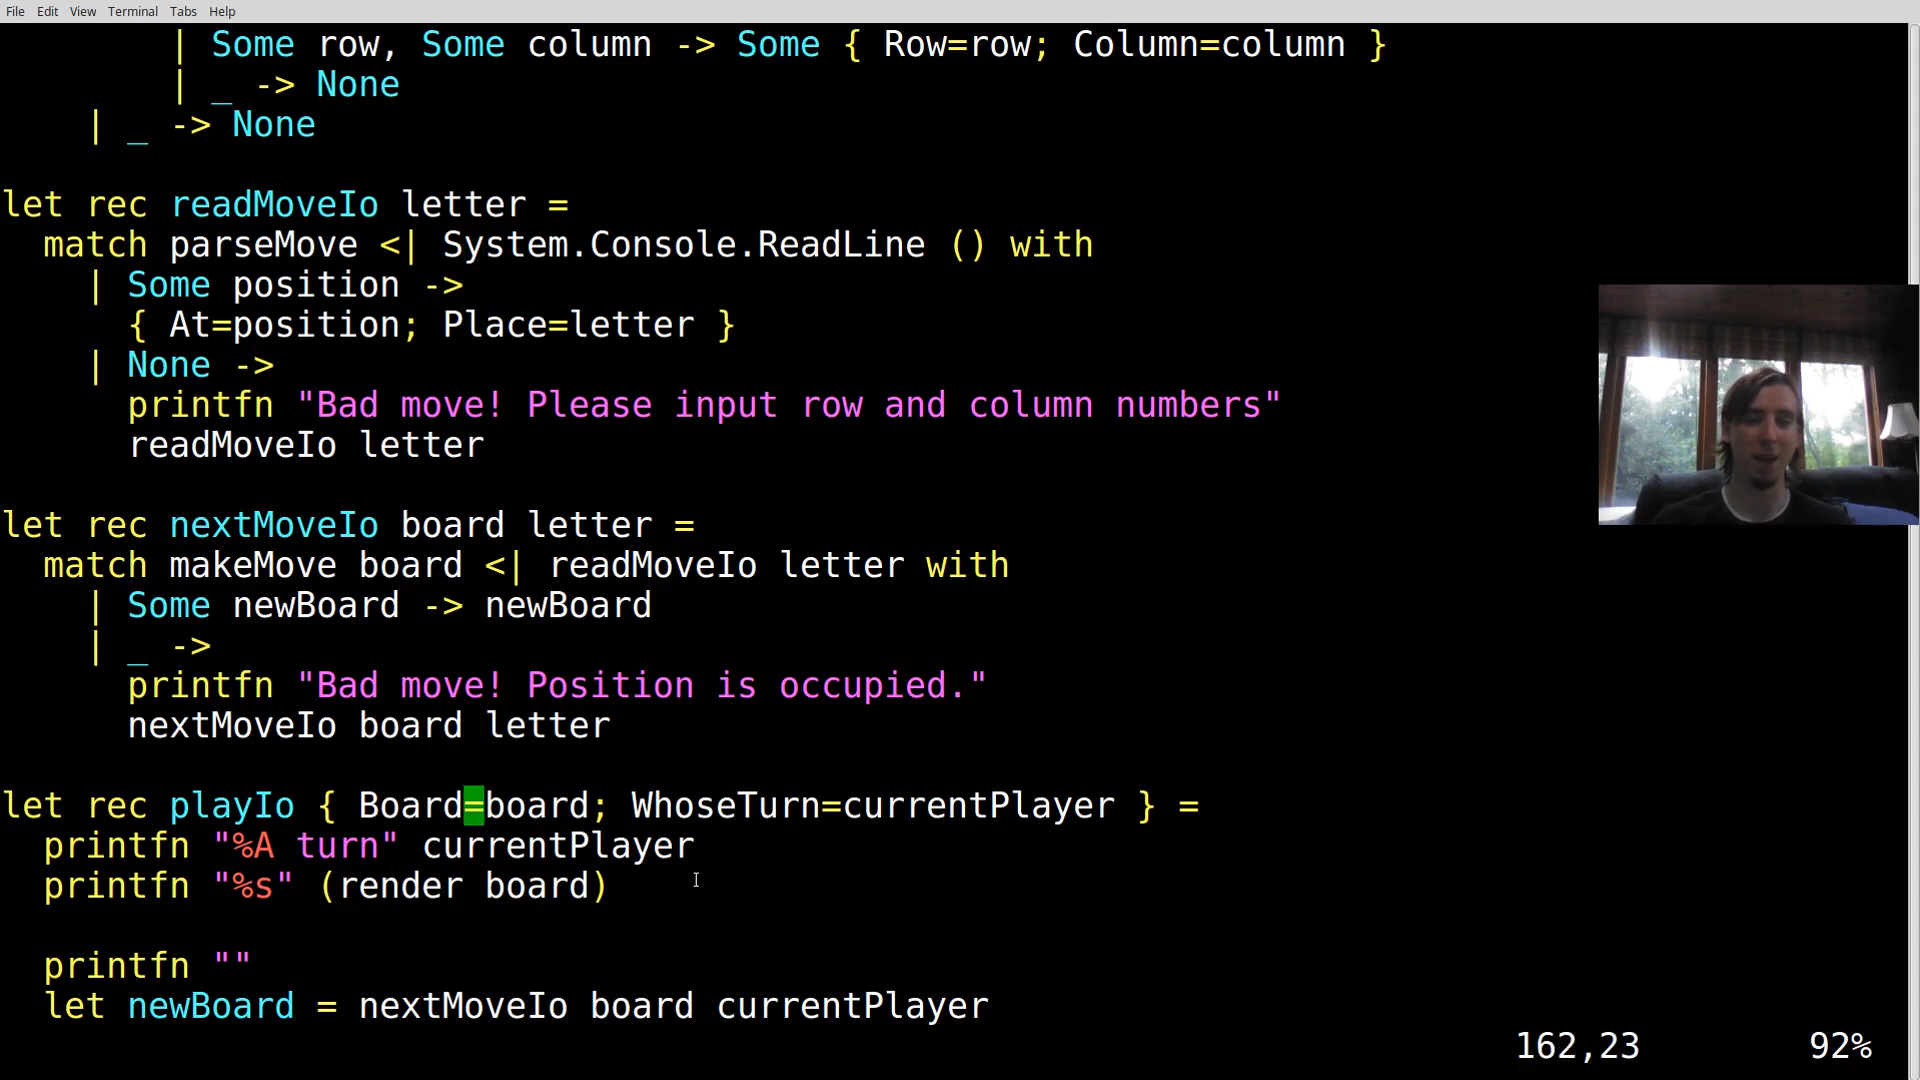 File Edit View Terminal Tabs Help
| Some row, Some column -> Some { Row=row; Column=column }
| _ -> None
| _ -> None
let rec readMoveIo letter =
match parseMove <| System.Console.ReadLine () with
| Some position ->
{ At=position; Place=letter }
| None ->
printfn "Bad move! Please input row and column numbers"
readMoveIo letter
let rec nextMoveIo board letter =
match makeMove board <| readMoveIo letter with
| Some newBoard -> newBoard
| _ ->
printfn "Bad move! Position is occupied."
nextMoveIo board letter
let rec playIo { Board=board; WhoseTurn=currentPlayer } =
printfn "%A turn" currentPlayer
printfn "%s" (render board)
printfn ""
let newBoard = nextMoveIo board currentPlayer
162,23 92%